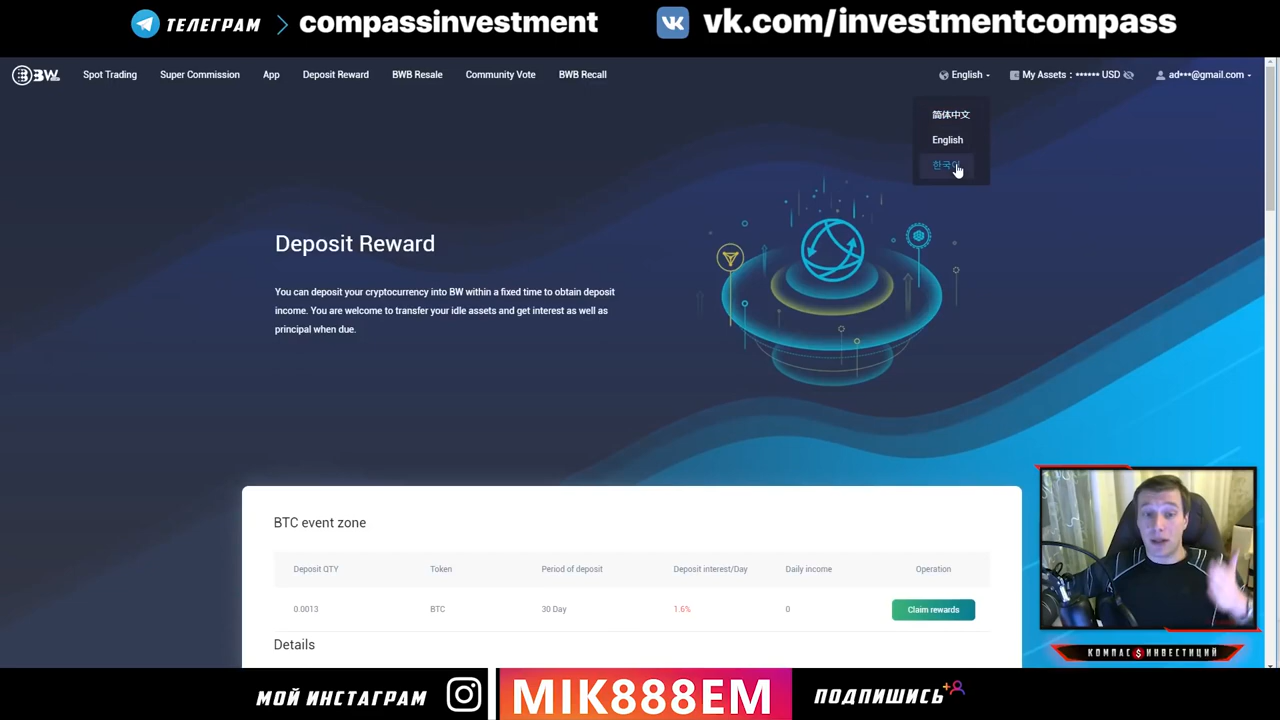 ТЕЛЕГРАМ
compassinvestment
vk.com/investmentcompass
BW
Spot Trading
Super Commission
App
Deposit Reward
BWB Resale
Community Vote
BWB Recall
English
My Assets : ****** USD
ad***@gmail.com
简体中文
English
한국어
Deposit Reward
You can deposit your cryptocurrency into BW within a fixed time to obtain deposit
income. You are welcome to transfer your idle assets and get interest as well as
principal when due.
BTC event zone
Deposit QTY
Token
Period of deposit
Deposit interest/Day
Daily income
Operation
0.0013
BTC
30 Day
1.6%
0
Claim rewards
Details
КОМПАС $ ИНВЕСТИЦИЙ
МОЙ ИНСТАГРАМ
MIK888EM
ПОДПИШИСЬ